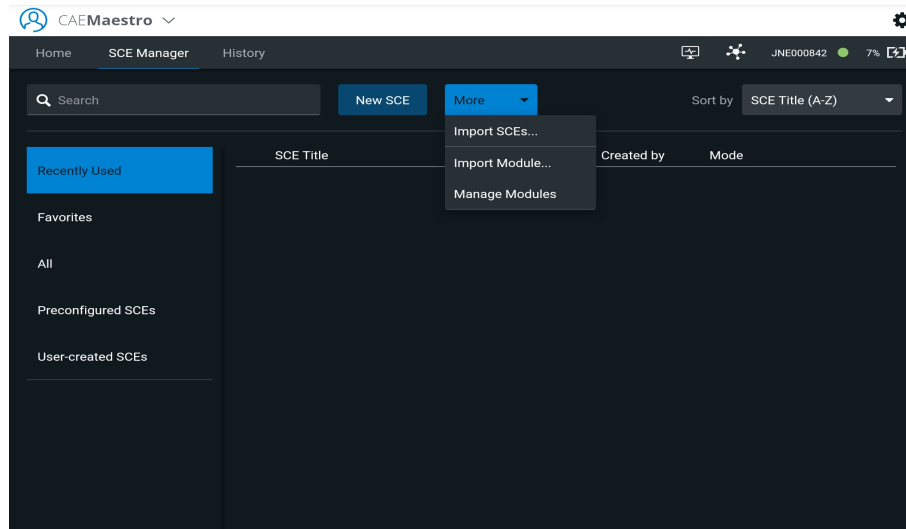 CAEMaestro
Home SCE Manager History JNE000842 7%
Search New SCE More Sort by SCE Title (A-Z)
Import SCEs...
SCE Title Created by Mode
Import Module...
Recently Used
Manage Modules
Favorites
All
Preconfigured SCEs
User-created SCEs